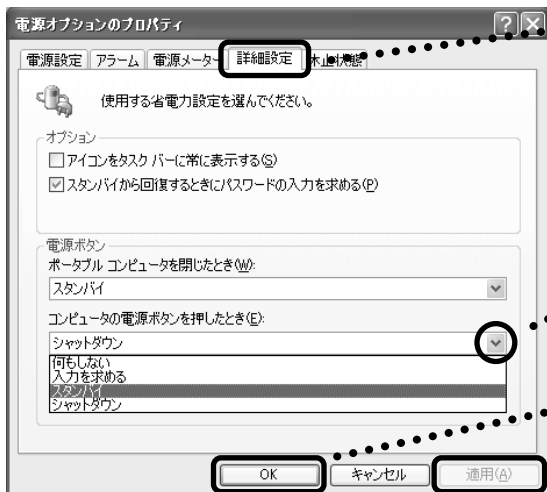 電源オプションのプロパティ
電源設定 アラーム 電源メーター 詳細設定 休止状態
使用する省電力設定を選んでください。
オプション
アイコンをタスク バーに常に表示する(S)
スタンバイから回復するときにパスワードの入力を求める(P)
電源ボタン
ポータブル コンピュータを閉じたとき(W):
スタンバイ
コンピュータの電源ボタンを押したとき(E):
シャットダウン
何もしない
入力を求める
スタンバイ
シャットダウン
OK キャンセル 適用(A)